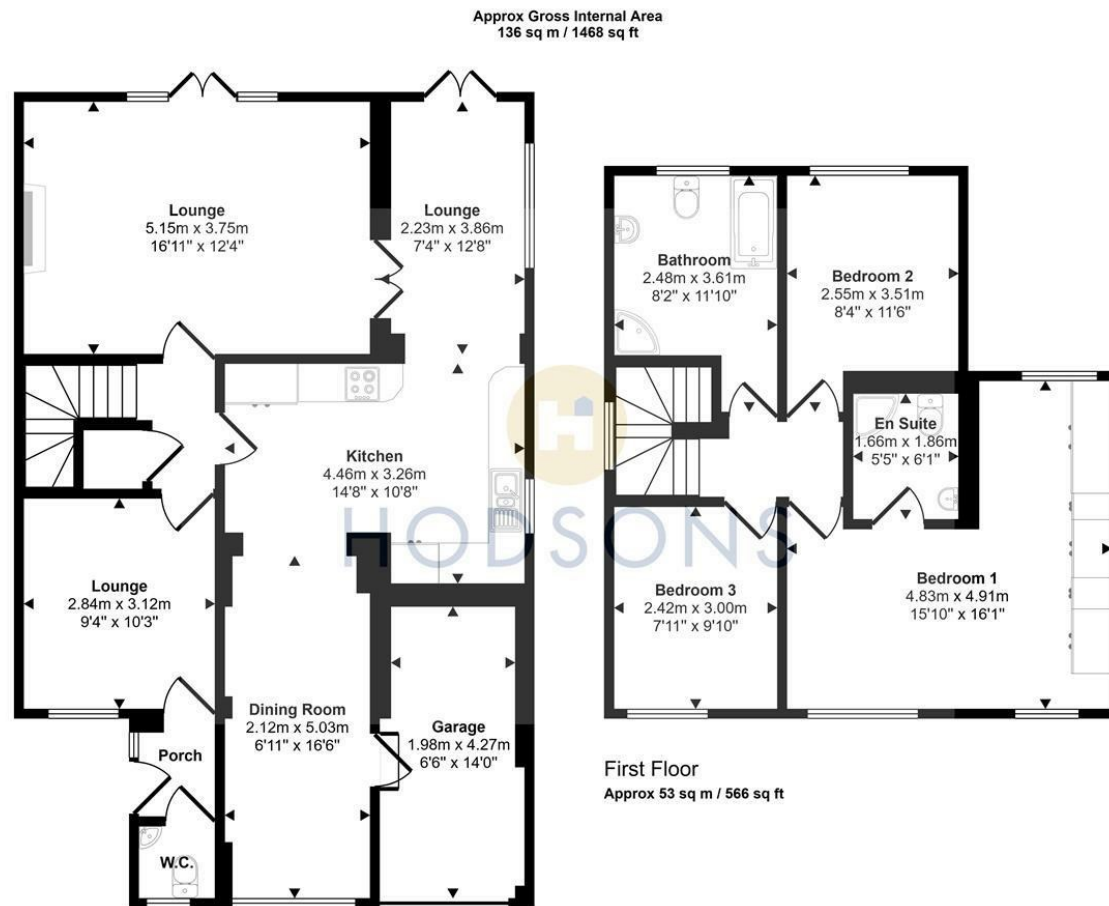 Approx Gross Internal Area
136 sq m / 1468 sq ft
Lounge
5.15m x 3.75m
16'11" x 12'4"
Lounge
2.23m x 3.86m
7'4" x 12'8"
Kitchen
4.46m x 3.26m
14'8" x 10'8"
Lounge
2.84m x 3.12m
9'4" x 10'3"
Dining Room
2.12m x 5.03m
6'11" x 16'6"
Garage
1.98m x 4.27m
6'6" x 14'0"
Porch
W.C.
Bathroom
2.48m x 3.61m
8'2" x 11'10"
Bedroom 2
2.55m x 3.51m
8'4" x 11'6"
En Suite
1.66m x 1.86m
5'5" x 6'1"
Bedroom 3
2.42m x 3.00m
7'11" x 9'10"
Bedroom 1
4.83m x 4.91m
15'10" x 16'1"
First Floor
Approx 53 sq m / 566 sq ft
H
HODSONS